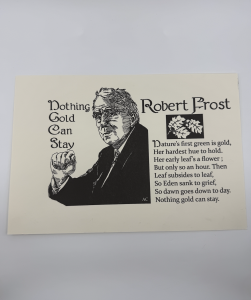 Nothing
Gold
Can
Stay
Robert Frost
Nature's first green is gold,
Her hardest hue to hold.
Her early leaf's a flower;
But only so an hour. Then
Leaf subsides to leaf,
So Eden sank to grief,
So dawn goes down to day.
Nothing gold can stay.